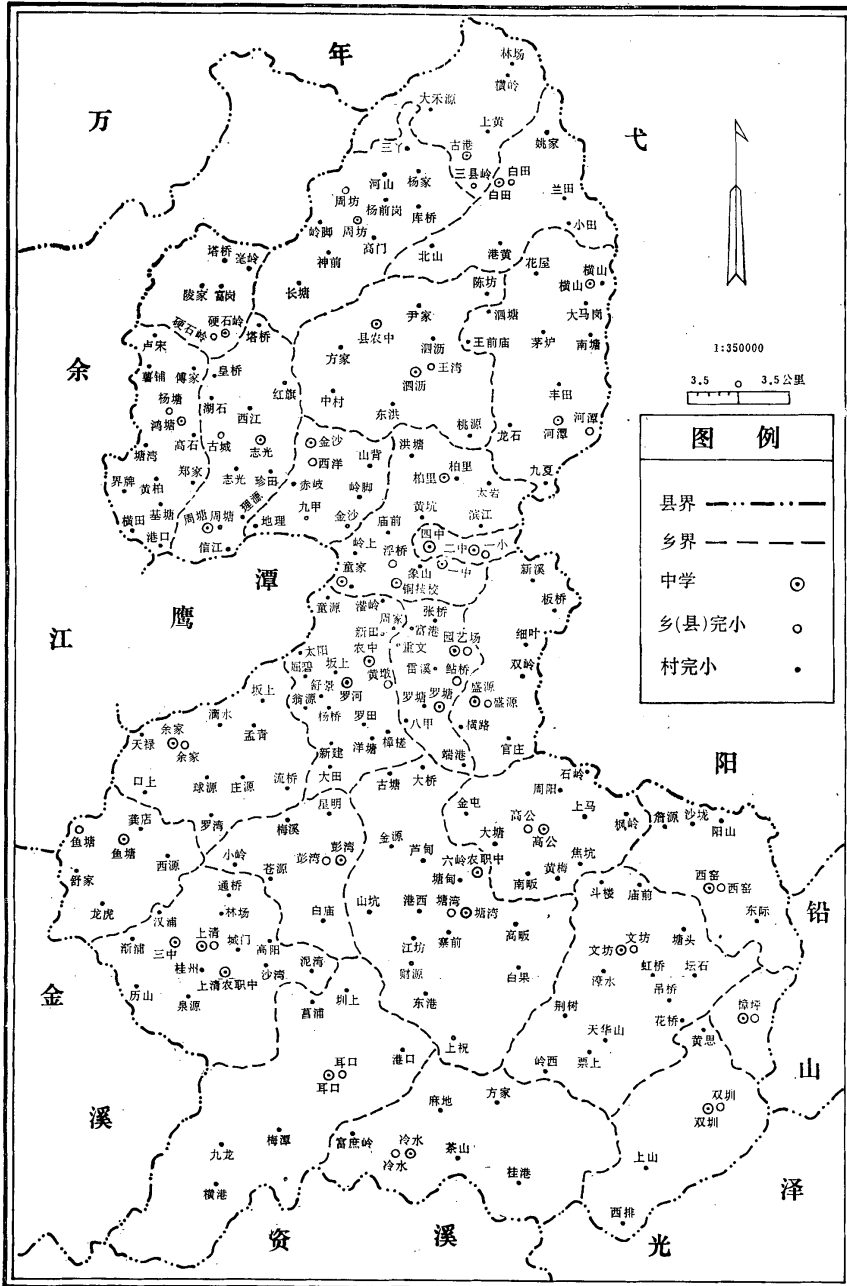 年
万
弋
余
江
鹰
潭
阳
铅
山
金
溪
资
溪
光
泽
林场
横岭
大禾源
上黄
古港
姚家
三丫
三县岭
白田
白田
兰田
小田
河山
杨家
周坊
杨前岗
库桥
岭脚
周坊
高门
神前
北山
港黄
长塘
塔桥
陵家
富岗
硬石岭
硬石岭
塔桥
卢宋
花屋
横山
横山
陈坊
泗塘
大马岗
尹家
县农中
王前庙
茅炉
南塘
方家
泗沥
王湾
泗沥
中村
东洪
桃源
丰田
河潭
河潭
龙石
九夏
薯铺
傅家
皇桥
杨塘
鸿塘
湖石
西江
红旗
高石
古城
志光
塘湾
界牌
黄柏
郑家
志光
珍田
横田
基塘
港口
周塘
周塘
信江
地理
金沙
西洋
山背
赤岐
岭脚
九甲
金沙
洪塘
柏里
柏里
太岩
滨江
黄坑
庙前
四中
二中
一小
一中
岭上
浮桥
象山
童家
新溪
板桥
童源
灌岭
周家
张桥
富港
园艺场
细叶
太阳
农中
重文
雷溪
鲇桥
双岭
坂上
黄墩
盛源
盛源
舒景
罗河
罗塘
罗塘
翁源
杨桥
罗田
八甲
横路
新建
洋塘
樟槎
端港
官庄
坂上
滴水
余家
余家
天禄
孟青
口上
球源
庄源
流桥
大田
古塘
大桥
石岭
周阳
龚店
鱼塘
鱼塘
罗湾
梅溪
星明
金屯
上马
枫岭
詹源
沙垅
阳山
高公
高公
西源
小岭
彭湾
彭湾
金源
芦甸
大塘
焦坑
舒家
苍源
六岭农职中
黄梅
南畈
斗楼
庙前
西窑
西窑
通桥
塘甸
龙虎
汉浦
林场
白庙
山坑
港西
塘湾
塘湾
东际
渐浦
三中
上清
城门
高阳
高畈
文坊
文坊
塘头
江坊
寨前
桂州
上清农职中
沙湾
泥湾
财源
白果
漳水
虹桥
坛石
历山
泉源
圳上
菖浦
东港
荆树
吊桥
花桥
樟坪
天华山
黄思
上祝
港口
岭西
票上
耳口
耳口
麻地
方家
双圳
双圳
梅潭
富庶岭
冷水
冷水
九龙
茶山
上山
横港
桂港
西排
1:350000
3.5 0 3.5公里
图 例
县界
乡界
中学
乡(县)完小
村完小